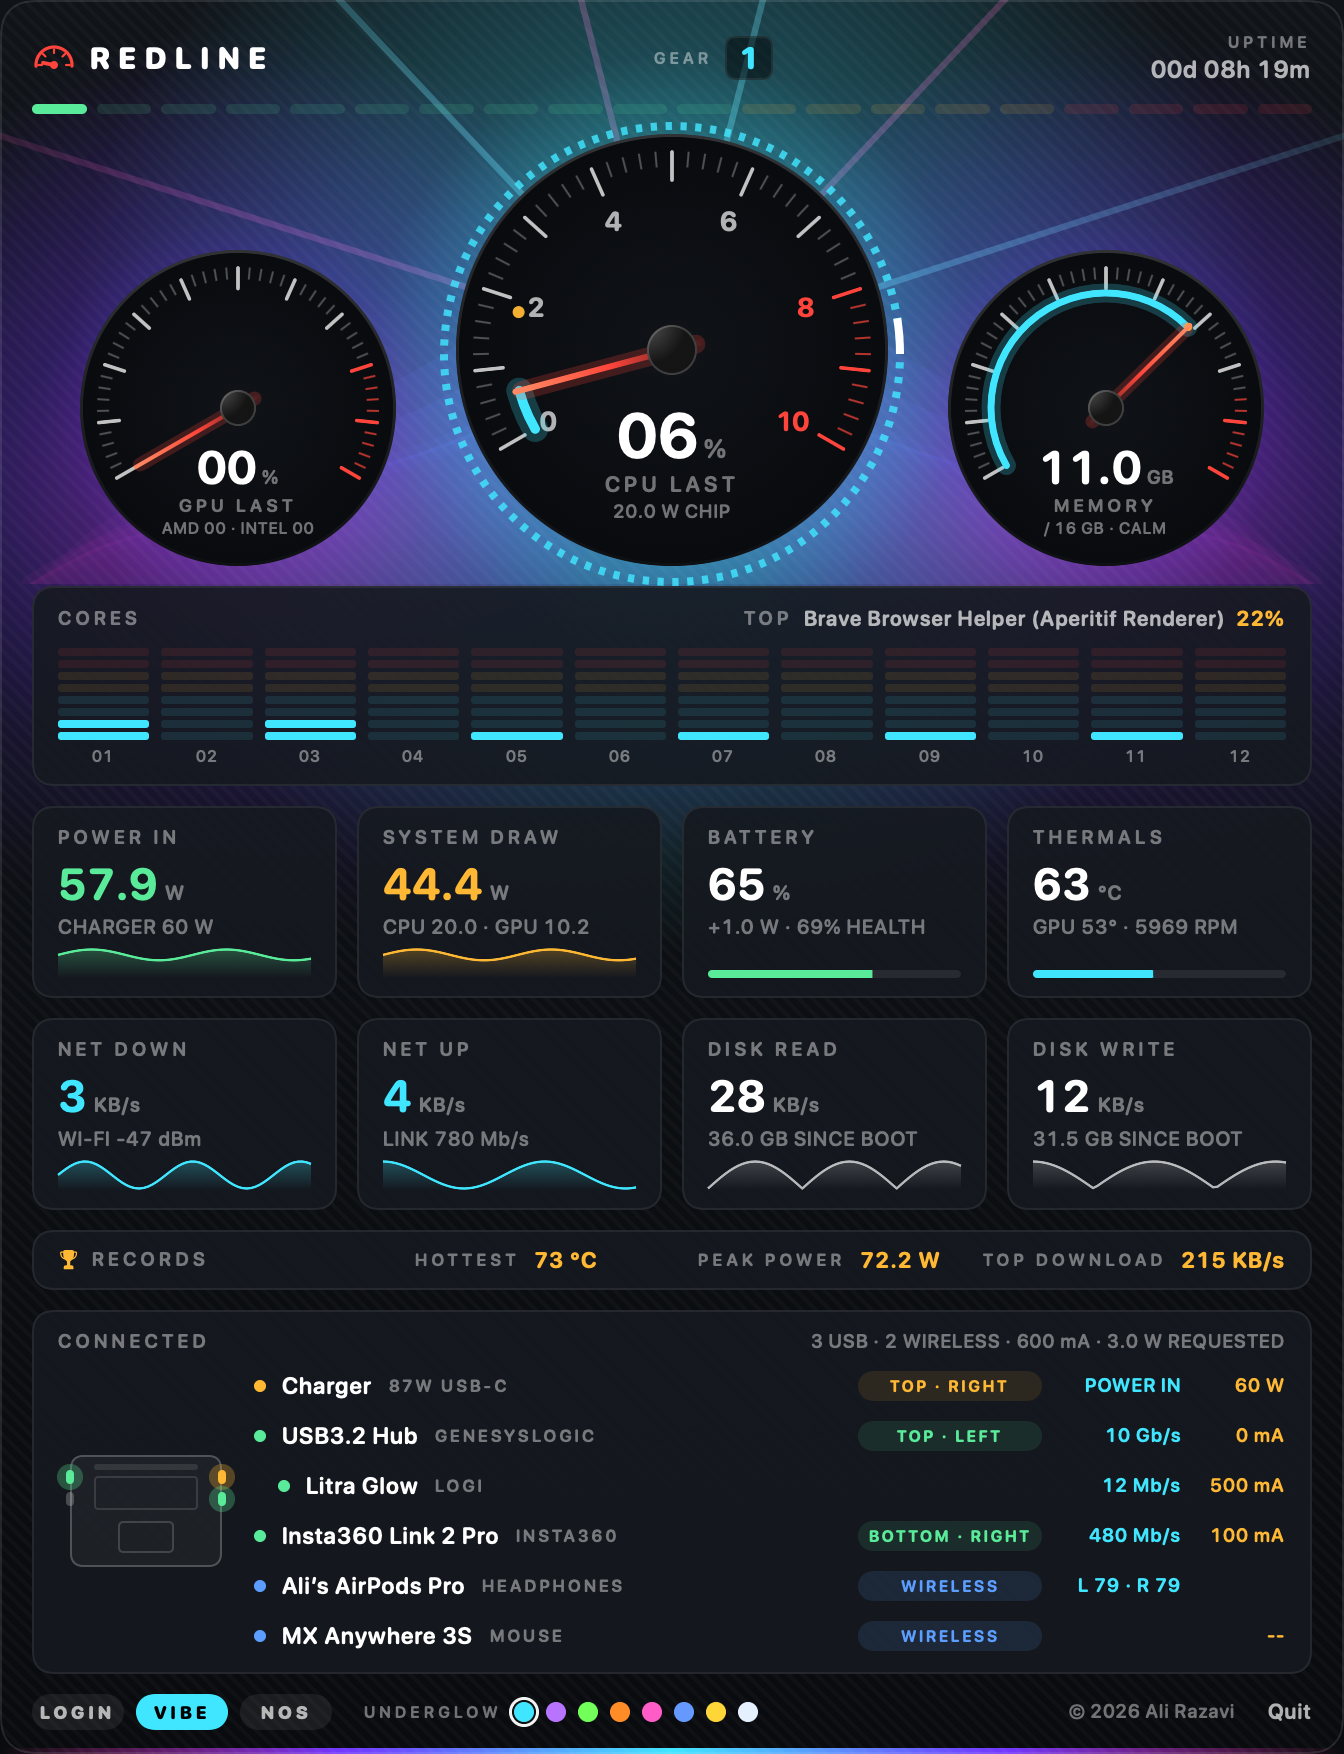 REDLINE
GEAR 1
UPTIME
00d 08h 19m
4 6
2 8
0 10
00 %
GPU LAST
AMD 00 · INTEL 00
06 %
CPU LAST
20.0 W CHIP
11.0 GB
MEMORY
/ 16 GB · CALM
CORES TOP Brave Browser Helper (Aperitif Renderer) 22%
01 02 03 04 05 06 07 08 09 10 11 12
POWER IN
57.9 W
CHARGER 60 W
SYSTEM DRAW
44.4 W
CPU 20.0 · GPU 10.2
BATTERY
65 %
+1.0 W · 69% HEALTH
THERMALS
63 °C
GPU 53° · 5969 RPM
NET DOWN
3 KB/s
WI-FI -47 dBm
NET UP
4 KB/s
LINK 780 Mb/s
DISK READ
28 KB/s
36.0 GB SINCE BOOT
DISK WRITE
12 KB/s
31.5 GB SINCE BOOT
RECORDS HOTTEST 73 °C PEAK POWER 72.2 W TOP DOWNLOAD 215 KB/s
CONNECTED 3 USB · 2 WIRELESS · 600 mA · 3.0 W REQUESTED
Charger 87W USB-C TOP · RIGHT POWER IN 60 W
USB3.2 Hub GENESYSLOGIC TOP · LEFT 10 Gb/s 0 mA
Litra Glow LOGI 12 Mb/s 500 mA
Insta360 Link 2 Pro INSTA360 BOTTOM · RIGHT 480 Mb/s 100 mA
Ali's AirPods Pro HEADPHONES WIRELESS L 79 · R 79
MX Anywhere 3S MOUSE WIRELESS --
LOGIN VIBE NOS UNDERGLOW © 2026 Ali Razavi Quit